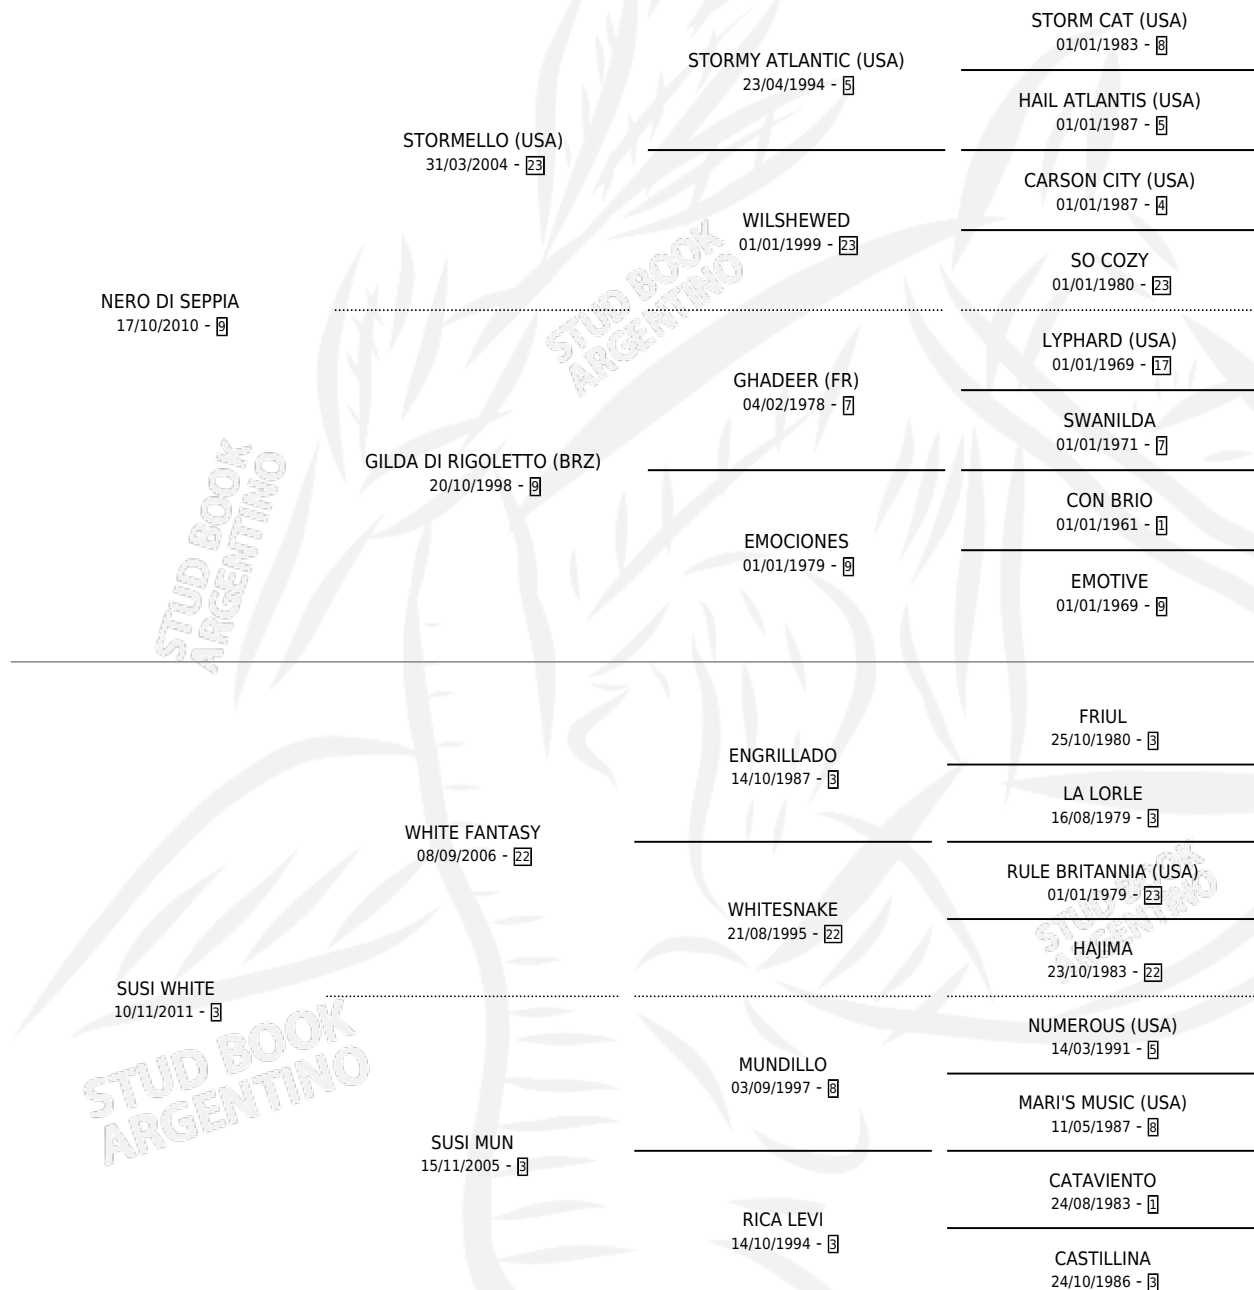 STORM CAT (USA)
01/01/1983 - 8
STORMY ATLANTIC (USA)
23/04/1994 - 5
HAIL ATLANTIS (USA)
01/01/1987 - 5
STORMELLO (USA)
31/03/2004 - 23
CARSON CITY (USA)
01/01/1987 - 4
WILSHEWED
01/01/1999 - 23
SO COZY
01/01/1980 - 23
NERO DI SEPPIA
17/10/2010 - 9
LYPHARD (USA)
01/01/1969 - 17
GHADEER (FR)
04/02/1978 - 7
SWANILDA
01/01/1971 - 7
GILDA DI RIGOLETTO (BRZ)
20/10/1998 - 9
CON BRIO
01/01/1961 - 1
EMOCIONES
01/01/1979 - 9
EMOTIVE
01/01/1969 - 9
STUD BOOK
ARGENTINO
STUD BOOK
ARGENTINO
FRIUL
25/10/1980 - 3
ENGRILLADO
14/10/1987 - 3
LA LORLE
16/08/1979 - 3
WHITE FANTASY
08/09/2006 - 22
RULE BRITANNIA (USA)
01/01/1979 - 23
WHITESNAKE
21/08/1995 - 22
HAJIMA
23/10/1983 - 22
SUSI WHITE
10/11/2011 - 3
NUMEROUS (USA)
14/03/1991 - 5
MUNDILLO
03/09/1997 - 8
MARI'S MUSIC (USA)
11/05/1987 - 8
SUSI MUN
15/11/2005 - 3
CATAVIENTO
24/08/1983 - 1
RICA LEVI
14/10/1994 - 3
CASTILLINA
24/10/1986 - 3
STUD BOOK
ARGENTINO
STUD BOOK
ARGENTINO